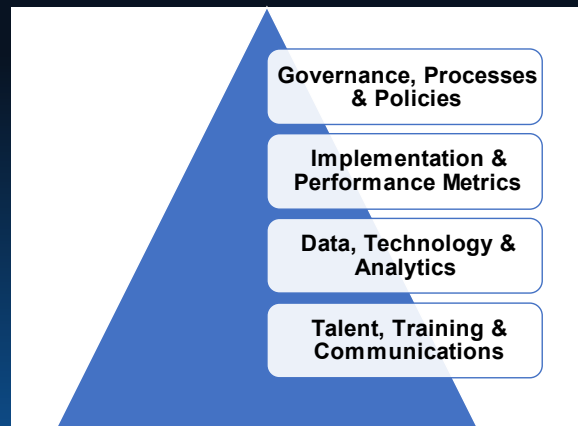 Governance, Processes
& Policies
Implementation &
Performance Metrics
Data, Technology &
Analytics
Talent, Training &
Communications